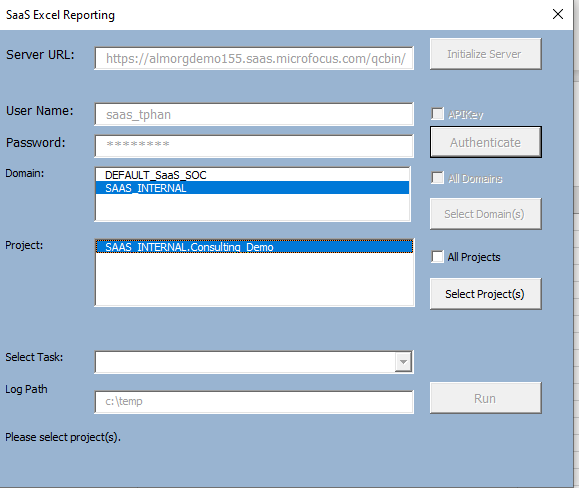 SaaS Excel Reporting
Server URL: https://almorgdemo155.saas.microfocus.com/qcbin/ Initialize Server
User Name: saas_tphan APIKey
Password: ******** Authenticate
Domain: DEFAULT_SaaS_SOC All Domains
SAAS_INTERNAL
Select Domain(s)
Project: SAAS_INTERNAL.Consulting_Demo All Projects
Select Project(s)
Select Task:
Log Path c:\temp Run
Please select project(s).